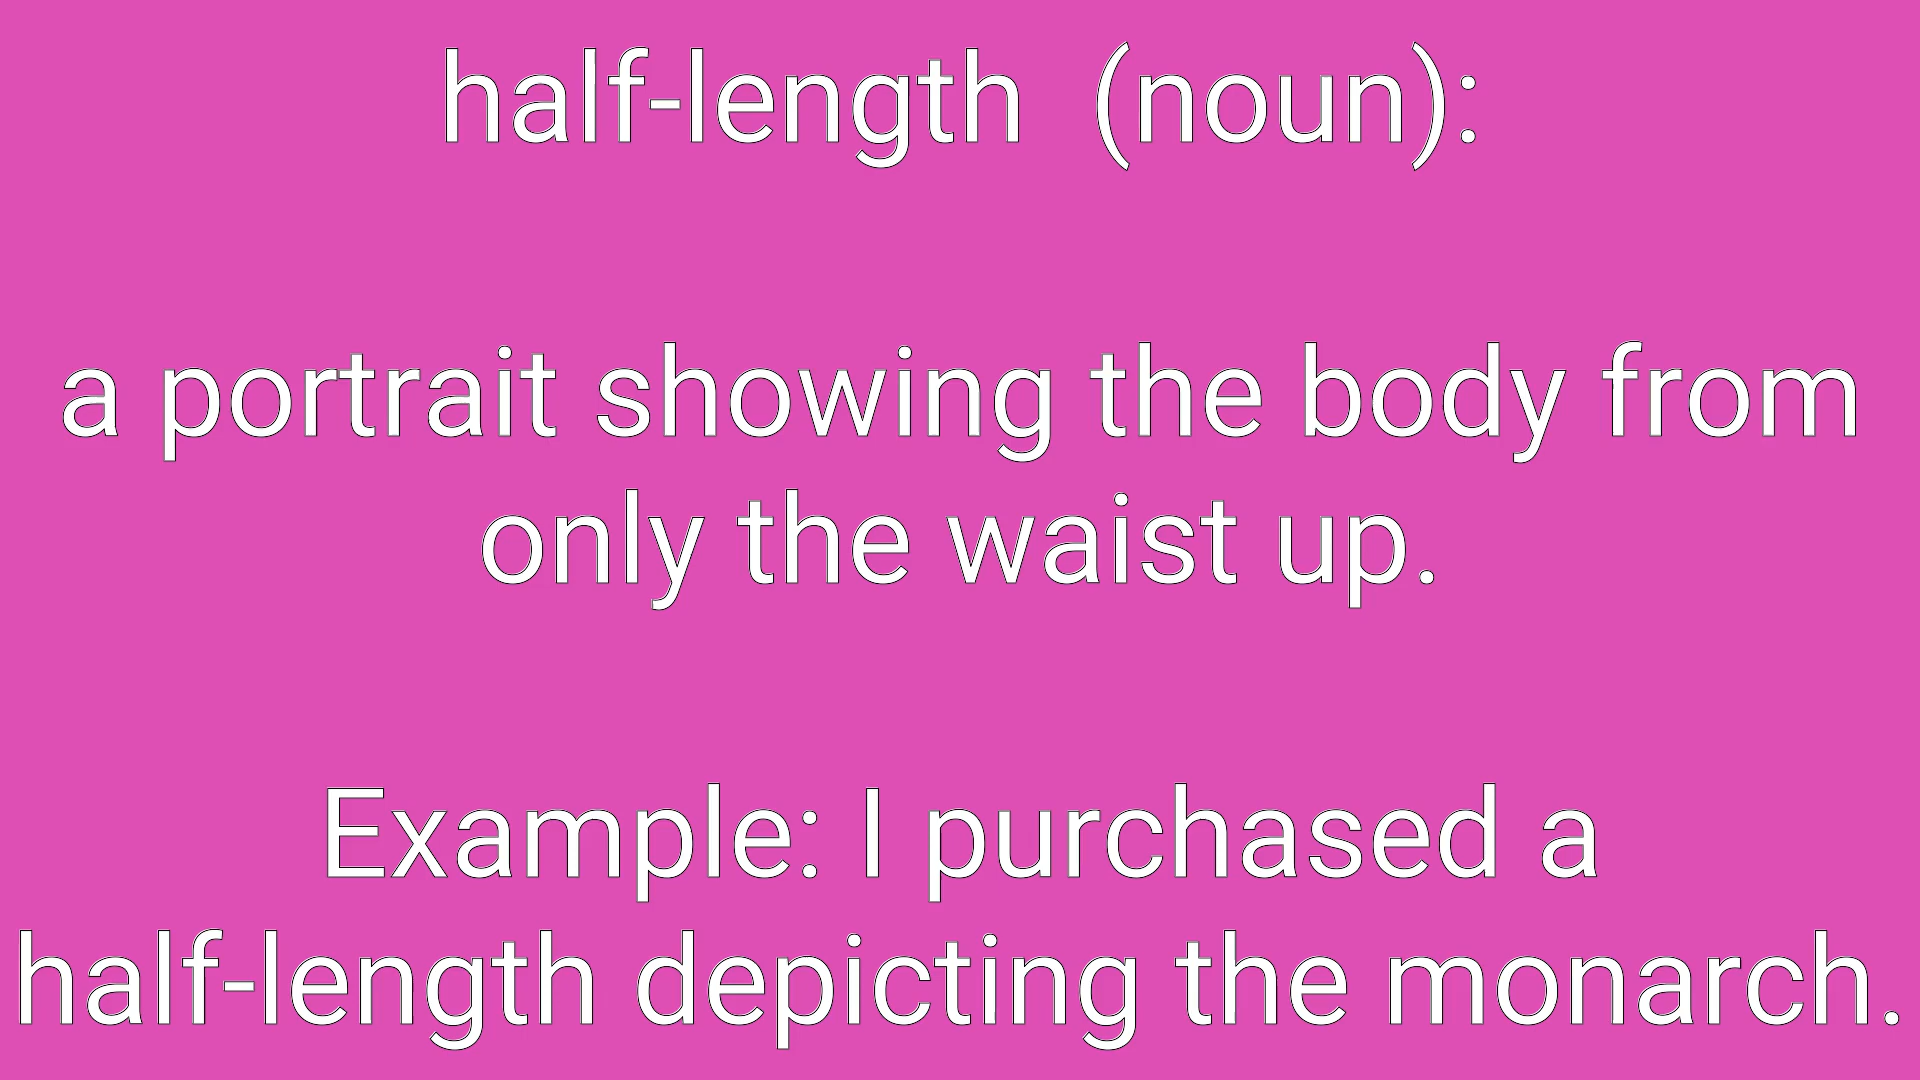 half-length  (noun):
a portrait showing the body from
only the waist up.
Example: I purchased a
half-length depicting the monarch.